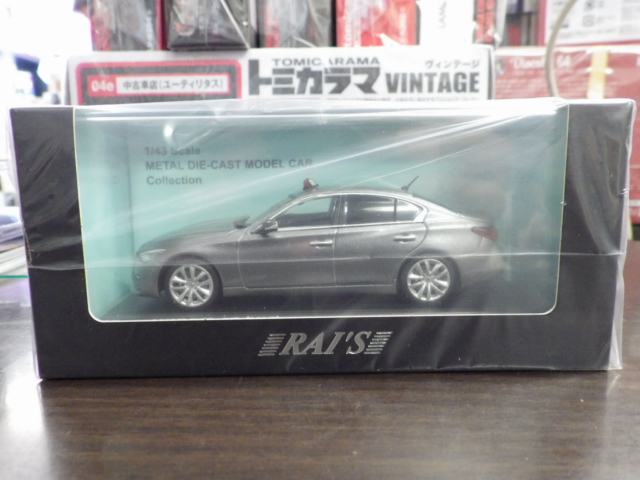 TOMICARAMA
ヴィンテージ
04e 中古車店(ユーティリタス)
トミカラマ VINTAGE
1/43 Scale
METAL DIE-CAST MODEL CAR
Collection
RAI'S